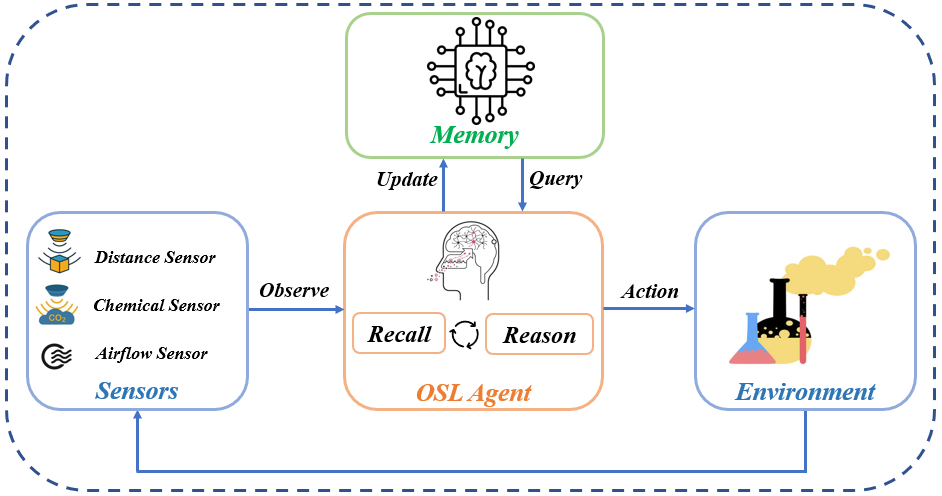 Memory
Update
Query
Distance Sensor
Chemical Sensor
CO₂
Airflow Sensor
Sensors
Observe
Recall
Reason
OSL Agent
Action
Environment